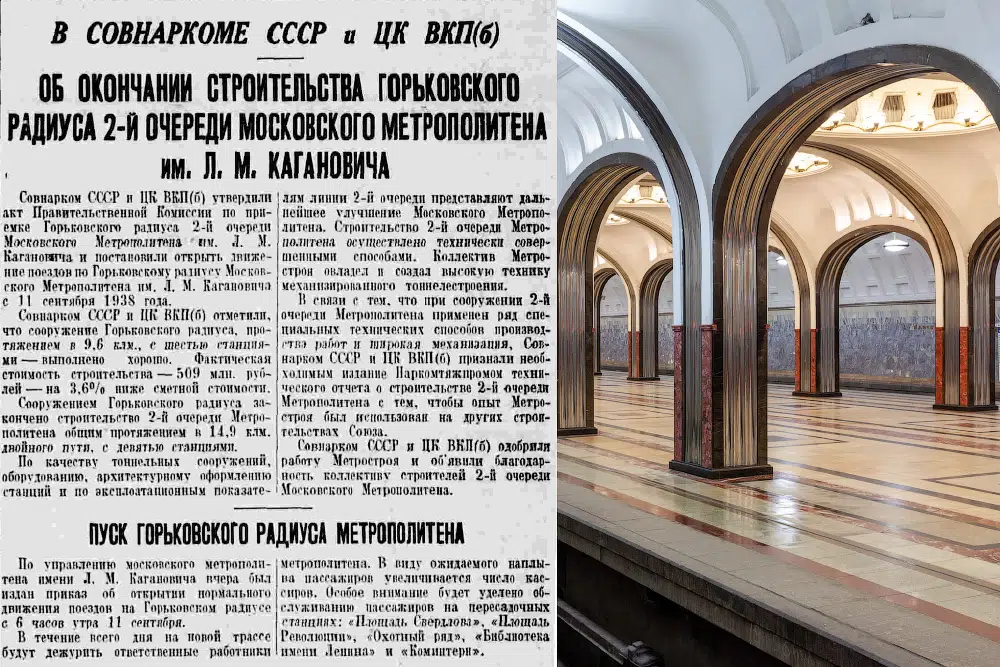 В СОВНАРКОМЕ СССР и ЦК ВКП(б)
ОБ ОКОНЧАНИИ СТРОИТЕЛЬСТВА ГОРЬКОВСКОГО
РАДИУСА 2-й ОЧЕРЕДИ МОСКОВСКОГО МЕТРОПОЛИТЕНА
им. Л. М. КАГАНОВИЧА
Совнарком СССР и ЦК ВКП(б) утвердили
акт Правительственной Комиссии по при-
емке Горьковского радиуса 2-й очереди
Московского Метрополитена им. Л. М.
Кагановича и постановили открыть движе-
ние поездов по Горьковскому радиусу Москов-
ского Метрополитена им. Л. М. Кагановича
с 11 сентября 1938 года.
Совнарком СССР и ЦК ВКП(б) отметили,
что сооружение Горьковского радиуса, про-
тяжением в 9,6 клм., с шестью станция-
ми — выполнено хорошо. Фактическая
стоимость строительства — 509 млн. руб-
лей — на 3,6% ниже сметной стоимости.
Сооружением Горьковского радиуса за-
кончено строительство 2-й очереди Метро-
политена общим протяжением в 14,9 клм.
двойного пути, с девятью станциями.
По качеству тоннельных сооружений,
оборудованию, архитектурному оформлению
станций и по эксплоатационным показате-
лям линии 2-й очереди представляют даль-
нейшее улучшение Московского Метропо-
литена. Строительство 2-й очереди Метро-
политена осуществлено технически совер-
шенными способами. Коллектив Метро-
строя овладел и создал высокую технику
механизированного тоннелестроения.
В связи с тем, что при сооружении 2-й
очереди Метрополитена применен ряд спе-
циальных технических способов производ-
ства работ и широкая механизация, Сов-
нарком СССР и ЦК ВКП(б) признали необ-
ходимым издание Наркомтяжпромом техни-
ческого отчета о строительстве 2-й очереди
Метрополитена с тем, чтобы опыт Метро-
строя был использован на других строи-
тельствах Союза.
Совнарком СССР и ЦК ВКП(б) одобрили
работу Метростроя и об'явили благодар-
ность коллективу строителей 2-й очереди
Московского Метрополитена.
ПУСК ГОРЬКОВСКОГО РАДИУСА МЕТРОПОЛИТЕНА
По управлению московского метрополи-
тена имени Л. М. Кагановича вчера был
издан приказ об открытии нормального
движения поездов на Горьковском радиусе
с 6 часов утра 11 сентября.
В течение всего дня на новой трассе
будут дежурить ответственные работники
метрополитена. В виду ожидаемого наплы-
ва пассажиров увеличивается число кас-
сиров. Особое внимание будет уделено об-
служиванию пассажиров на пересадочных
станциях: «Площадь Свердлова», «Площадь
Революции», «Охотный ряд», «Библиотека
имени Ленина» и «Коминтерн».